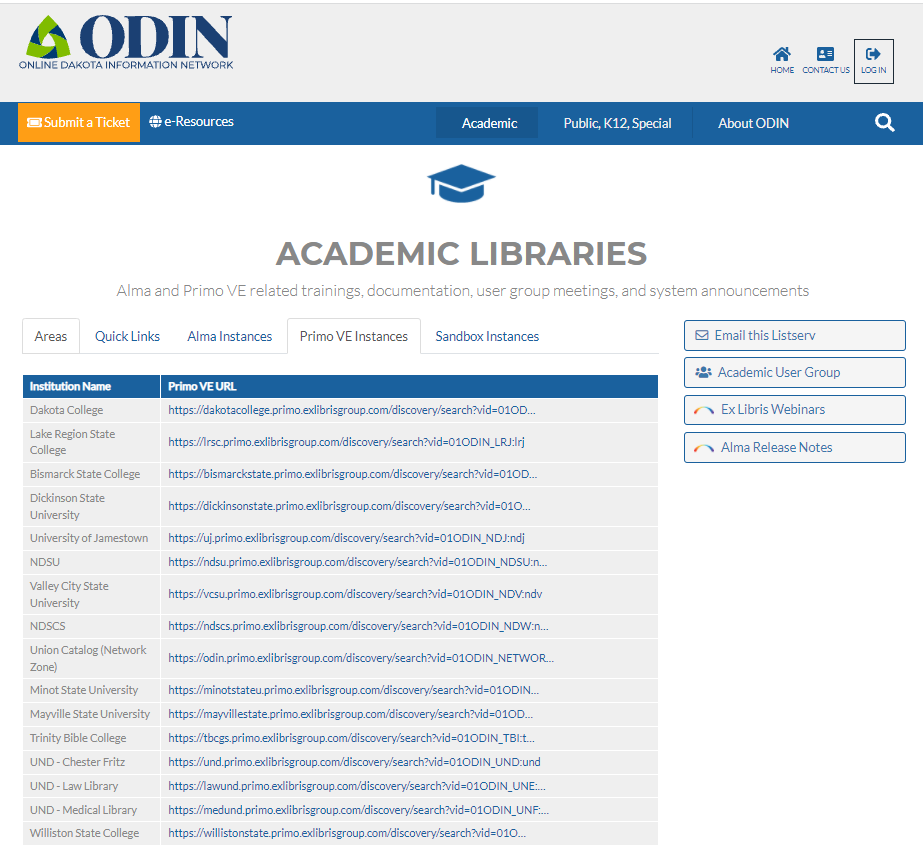 ODIN
ONLINE DAKOTA INFORMATION NETWORK
HOME
CONTACT US
LOG IN
Submit a Ticket
e-Resources
Academic
Public, K12, Special
About ODIN
ACADEMIC LIBRARIES
Alma and Primo VE related trainings, documentation, user group meetings, and system announcements
Areas
Quick Links
Alma Instances
Primo VE Instances
Sandbox Instances
Institution Name
Primo VE URL
Dakota College
https://dakotacollege.primo.exlibrisgroup.com/discovery/search?vid=01OD...
Lake Region State
College
https://lrsc.primo.exlibrisgroup.com/discovery/search?vid=01ODIN_LRJ:lrj
Bismarck State College
https://bismarckstate.primo.exlibrisgroup.com/discovery/search?vid=01OD...
Dickinson State
University
https://dickinsonstate.primo.exlibrisgroup.com/discovery/search?vid=01O...
University of Jamestown
https://uj.primo.exlibrisgroup.com/discovery/search?vid=01ODIN_NDJ:ndj
NDSU
https://ndsu.primo.exlibrisgroup.com/discovery/search?vid=01ODIN_NDSU:n...
Valley City State
University
https://vcsu.primo.exlibrisgroup.com/discovery/search?vid=01ODIN_NDV:ndv
NDSCS
https://ndscs.primo.exlibrisgroup.com/discovery/search?vid=01ODIN_NDW:n...
Union Catalog (Network
Zone)
https://odin.primo.exlibrisgroup.com/discovery/search?vid=01ODIN_NETWOR...
Minot State University
https://minotstateu.primo.exlibrisgroup.com/discovery/search?vid=01ODIN...
Mayville State University
https://mayvillestate.primo.exlibrisgroup.com/discovery/search?vid=01OD...
Trinity Bible College
https://tbcgs.primo.exlibrisgroup.com/discovery/search?vid=01ODIN_TBI:t...
UND - Chester Fritz
https://und.primo.exlibrisgroup.com/discovery/search?vid=01ODIN_UND:und
UND - Law Library
https://lawund.primo.exlibrisgroup.com/discovery/search?vid=01ODIN_UNE:...
UND - Medical Library
https://medund.primo.exlibrisgroup.com/discovery/search?vid=01ODIN_UNF:...
Williston State College
https://willistonstate.primo.exlibrisgroup.com/discovery/search?vid=01O...
Email this Listserv
Academic User Group
Ex Libris Webinars
Alma Release Notes